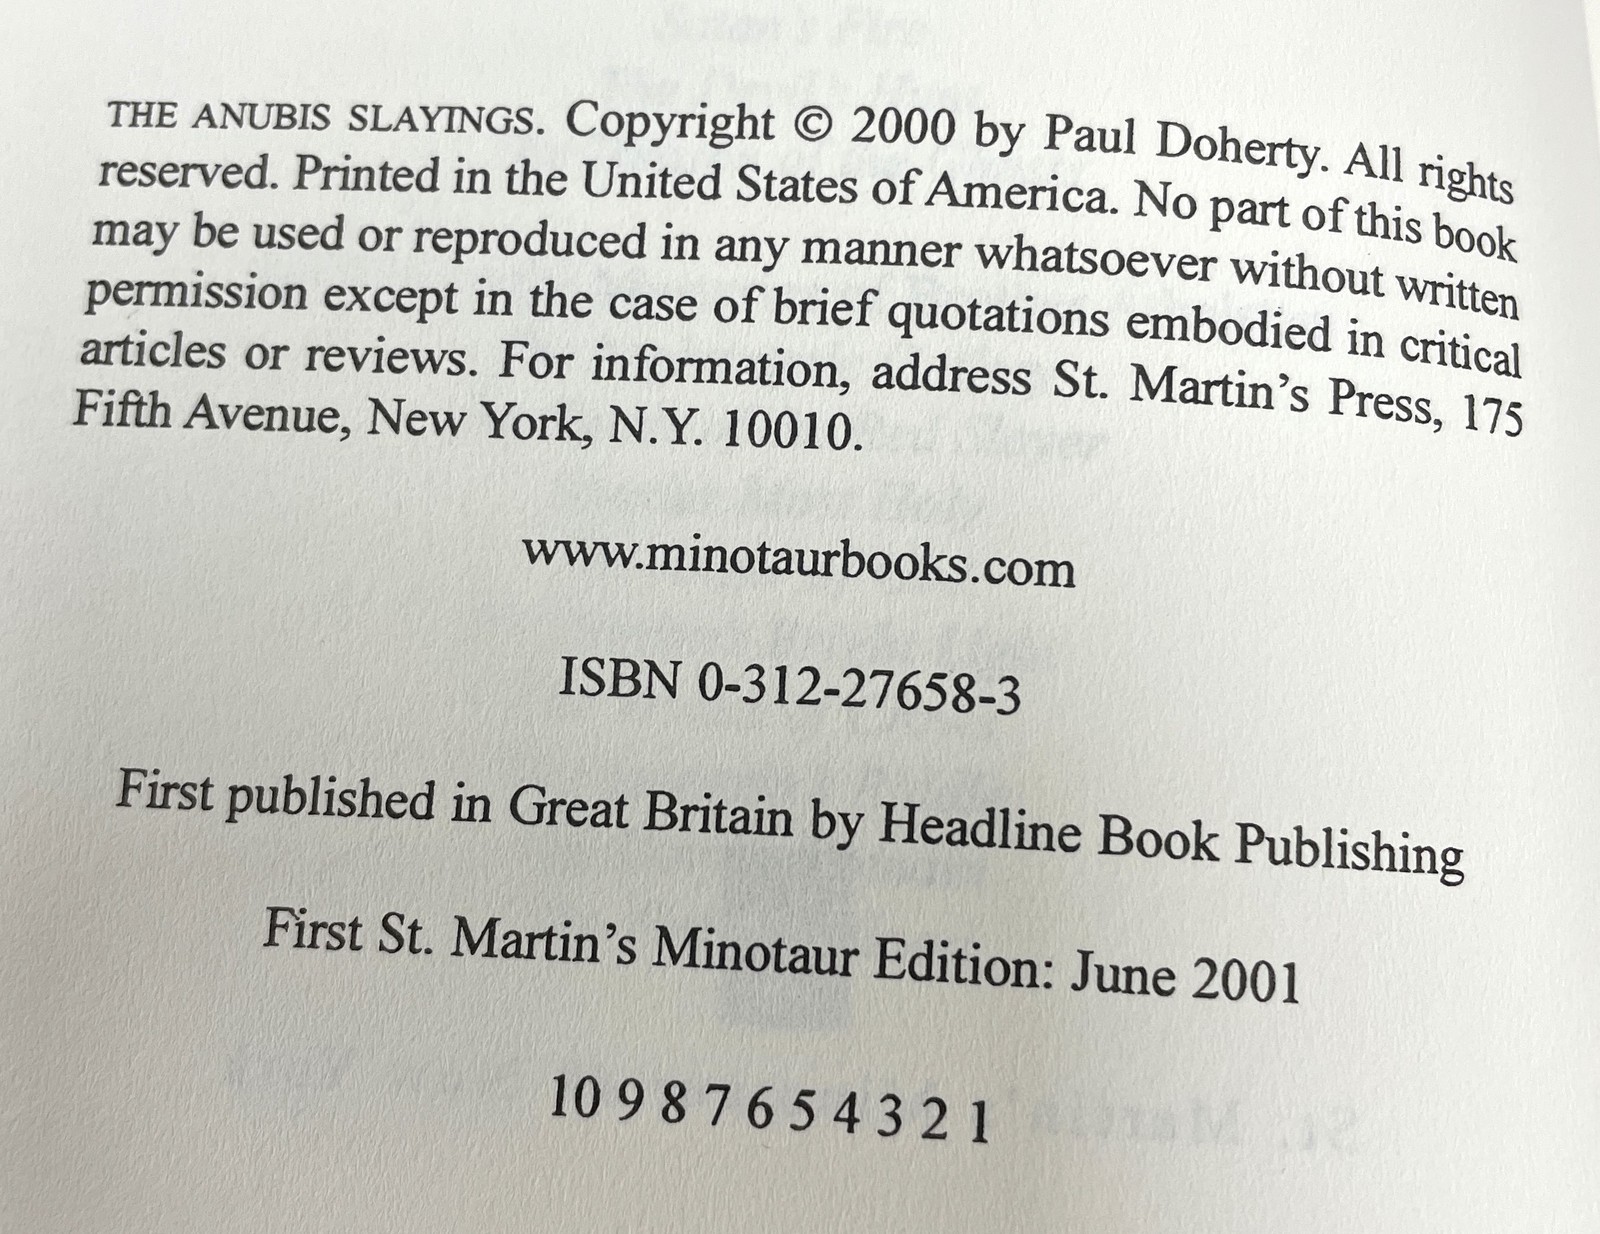 THE ANUBIS SLAYINGS. Copyright © 2000 by Paul Doherty. All rights
reserved. Printed in the United States of America. No part of this book
may be used or reproduced in any manner whatsoever without written
permission except in the case of brief quotations embodied in critical
articles or reviews. For information, address St. Martin's Press, 175
Fifth Avenue, New York, N.Y. 10010.
www.minotaurbooks.com
ISBN 0-312-27658-3
First published in Great Britain by Headline Book Publishing
First St. Martin's Minotaur Edition: June 2001
10 9 8 7 6 5 4 3 2 1